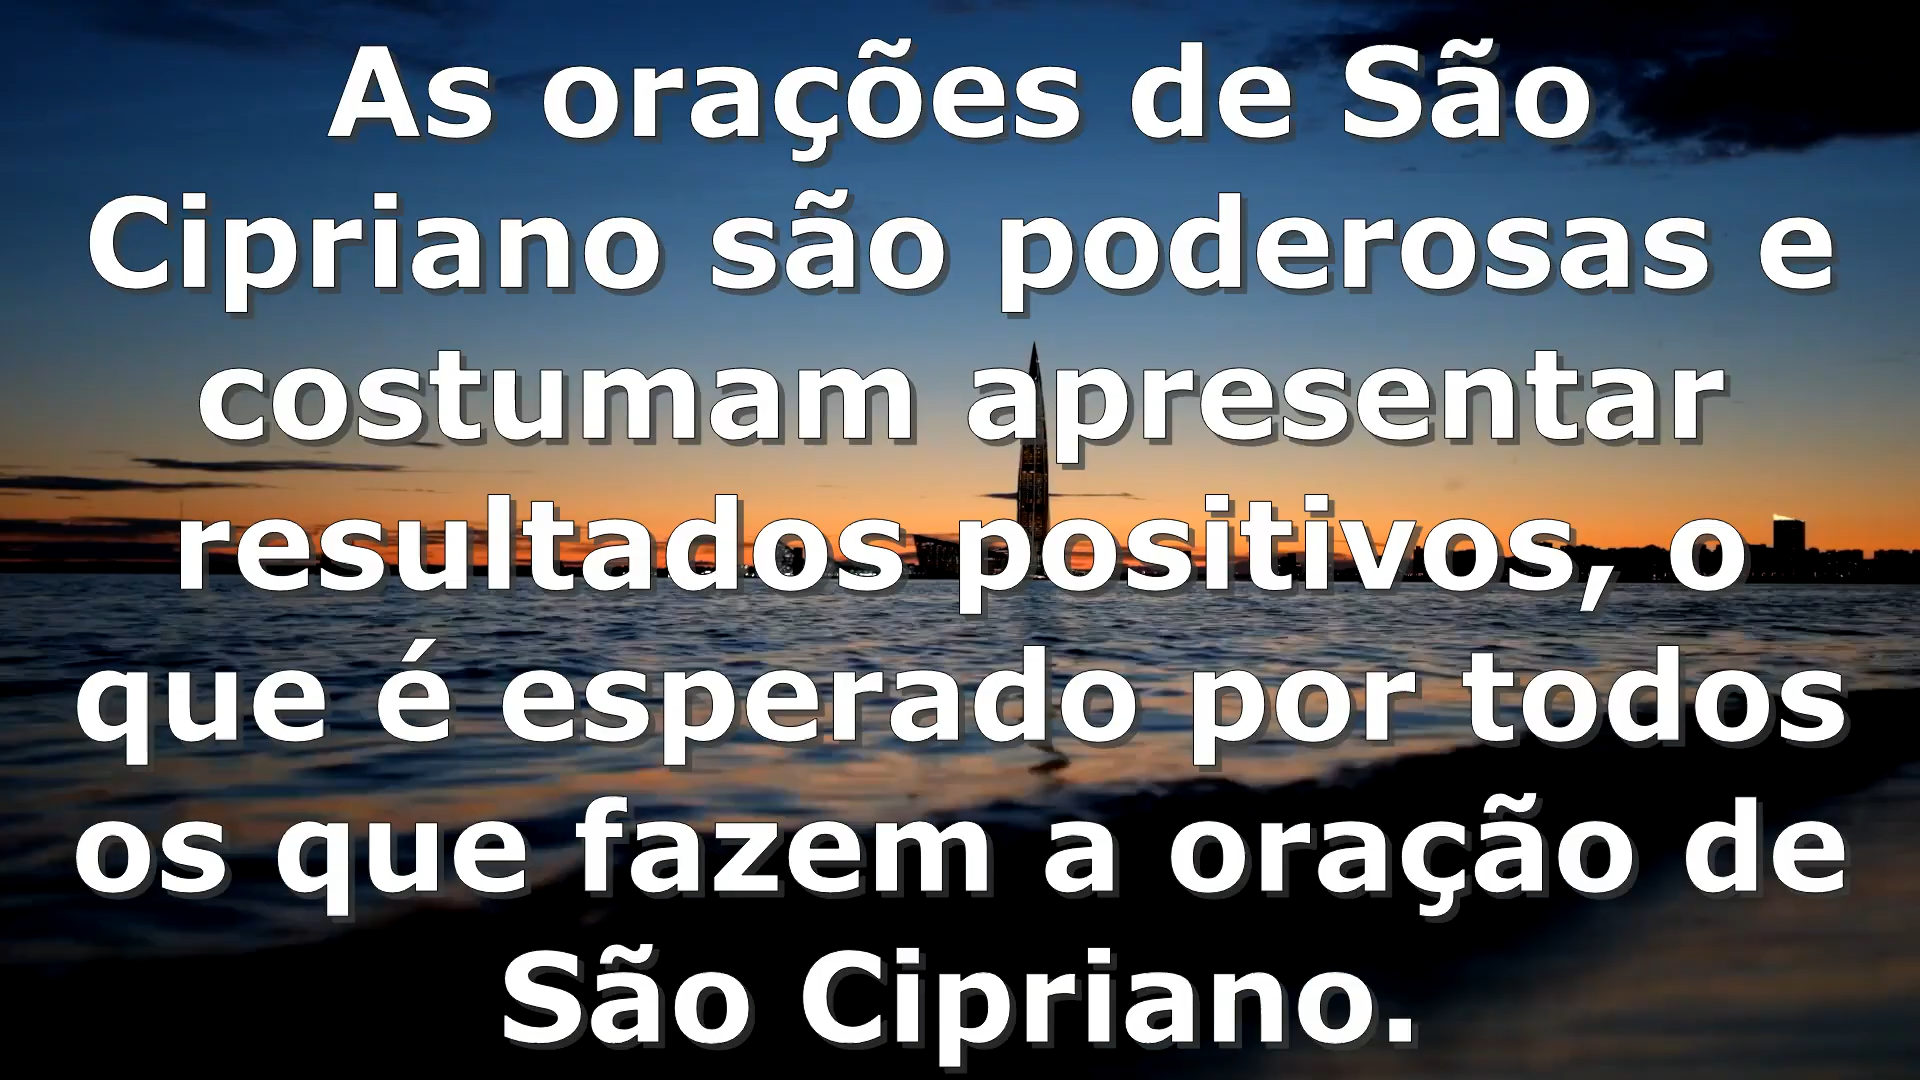 As orações de São
Cipriano são poderosas e
costumam apresentar
resultados positivos, o
que é esperado por todos
os que fazem a oração de
São Cipriano.